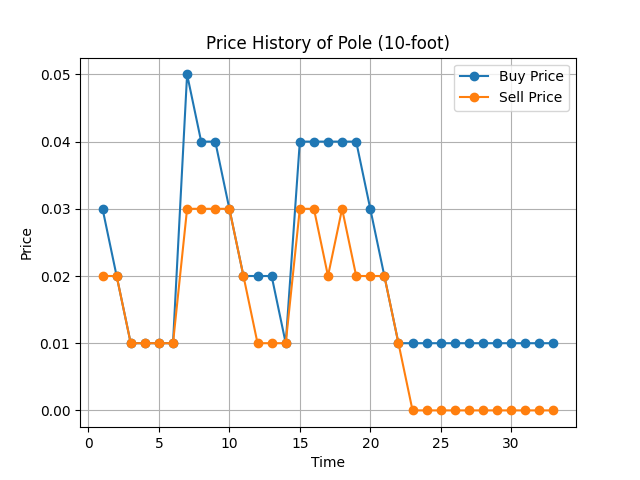 Price History of Pole (10-foot)
Buy Price
Sell Price
0.05
0.04
0.03
0.02
0.01
0.00
Price
0 5 10 15 20 25 30
Time